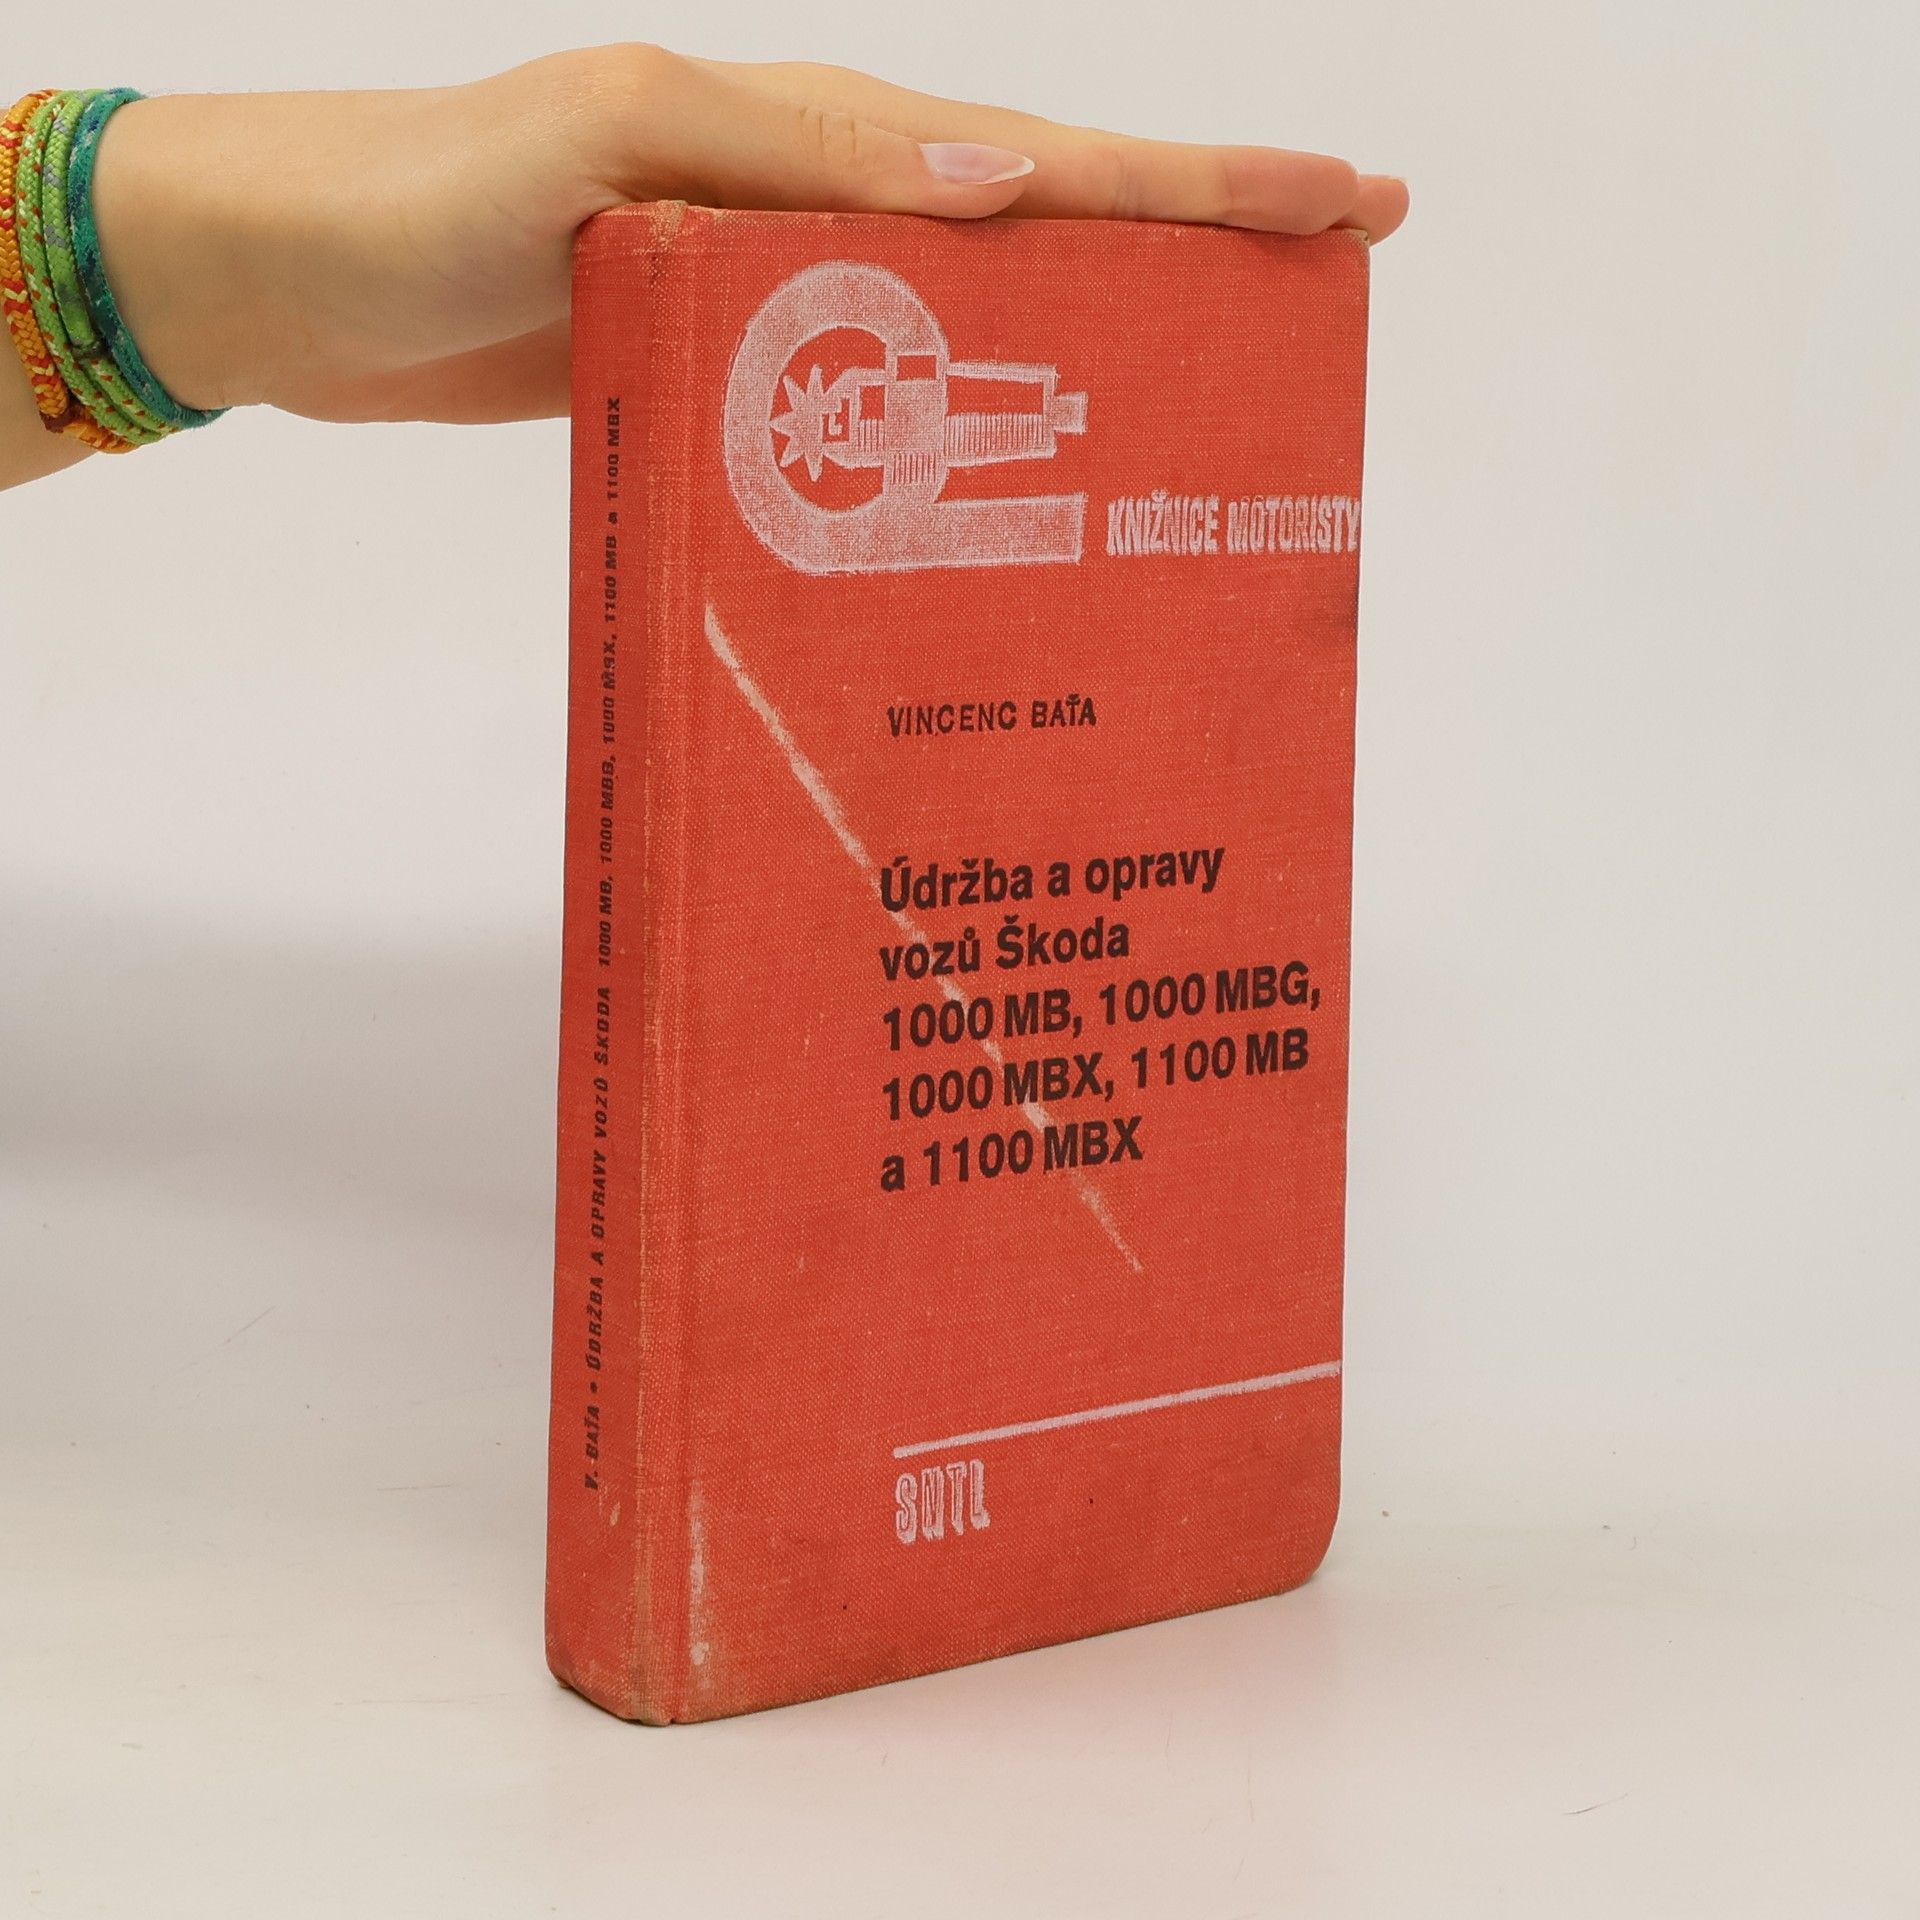 KNIŽNICE MOTORISTY
VINCENC BAŤA
Údržba a opravy
vozů Škoda
1000 MB, 1000 MBG,
1000 MBX, 1100 MB
a 1100 MBX
SNTL
V. BAŤA • ÚDRŽBA A OPRAVY VOZŮ ŠKODA 1000 MB, 1000 MBG, 1000 MBX, 1100 MB a 1100 MBX